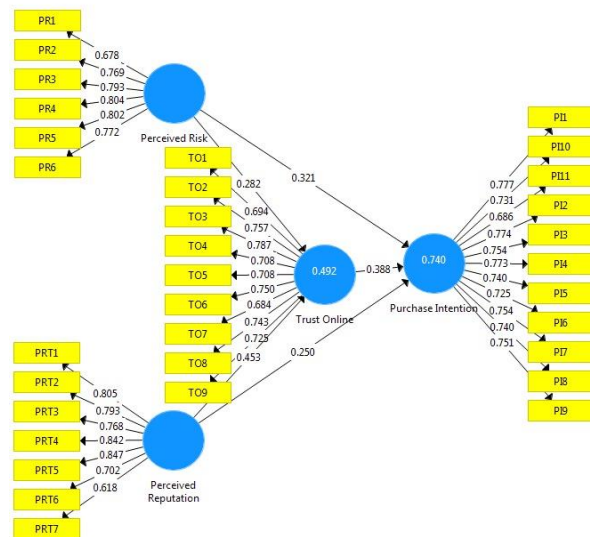 PR1
PR2
PR3
PR4
PR5
PR6
0.678
0.769
0.793
0.804
0.802
0.772
Perceived Risk
TO1
TO2
TO3
TO4
TO5
TO6
TO7
TO8
TO9
0.282
0.694
0.757
0.787
0.708
0.708
0.750
0.684
0.743
0.725
0.453
0.492
Trust Online
0.321
0.388
0.250
0.740
Purchase Intention
0.777
0.731
0.686
0.774
0.754
0.773
0.740
0.725
0.754
0.740
0.751
PI1
PI10
PI11
PI2
PI3
PI4
PI5
PI6
PI7
PI8
PI9
PRT1
PRT2
PRT3
PRT4
PRT5
PRT6
PRT7
0.805
0.793
0.768
0.842
0.847
0.702
0.618
Perceived
Reputation